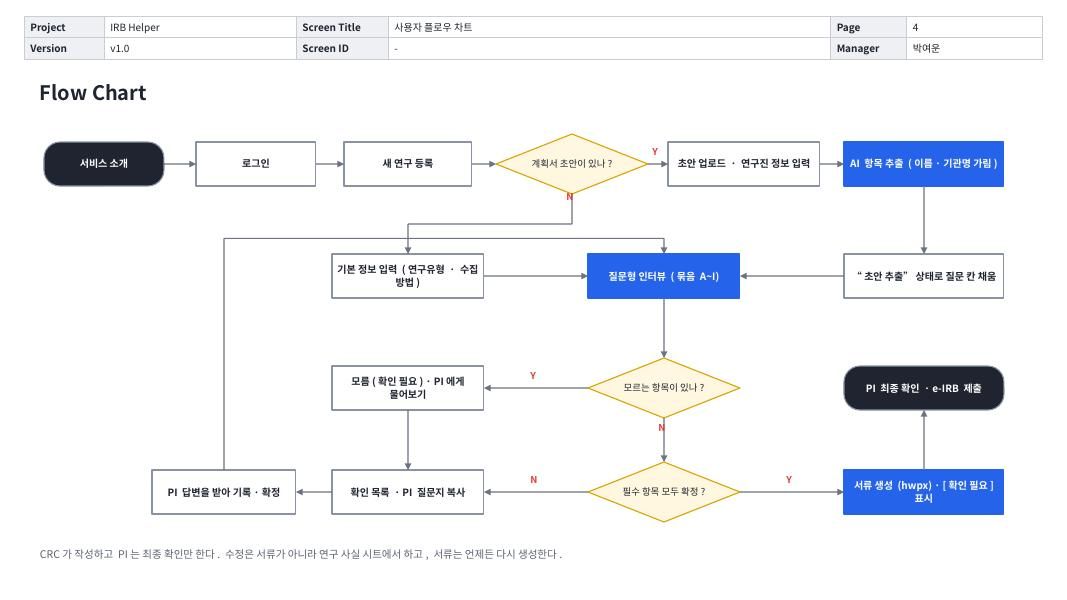 Project IRB Helper Screen Title 사용자 플로우 차트 Page 4
Version v1.0 Screen ID - Manager 박여운
Flow Chart
서비스 소개
로그인
새 연구 등록
계획서 초안이 있나 ?
Y
초안 업로드 · 연구진 정보 입력
AI 항목 추출 ( 이름 · 기관명 가림 )
N
기본 정보 입력 ( 연구유형 · 수집
방법 )
질문형 인터뷰 ( 묶음 A~I)
“ 초안 추출” 상태로 질문 칸 채움
모름 ( 확인 필요 ) · PI 에게
물어보기
Y
모르는 항목이 있나 ?
PI 최종 확인 · e-IRB 제출
N
PI 답변을 받아 기록 · 확정
확인 목록 · PI 질문지 복사
N
필수 항목 모두 확정 ?
Y
서류 생성 (hwpx) · [ 확인 필요 ]
표시
CRC 가 작성하고 PI 는 최종 확인만 한다 . 수정은 서류가 아니라 연구 사실 시트에서 하고 , 서류는 언제든 다시 생성한다 .